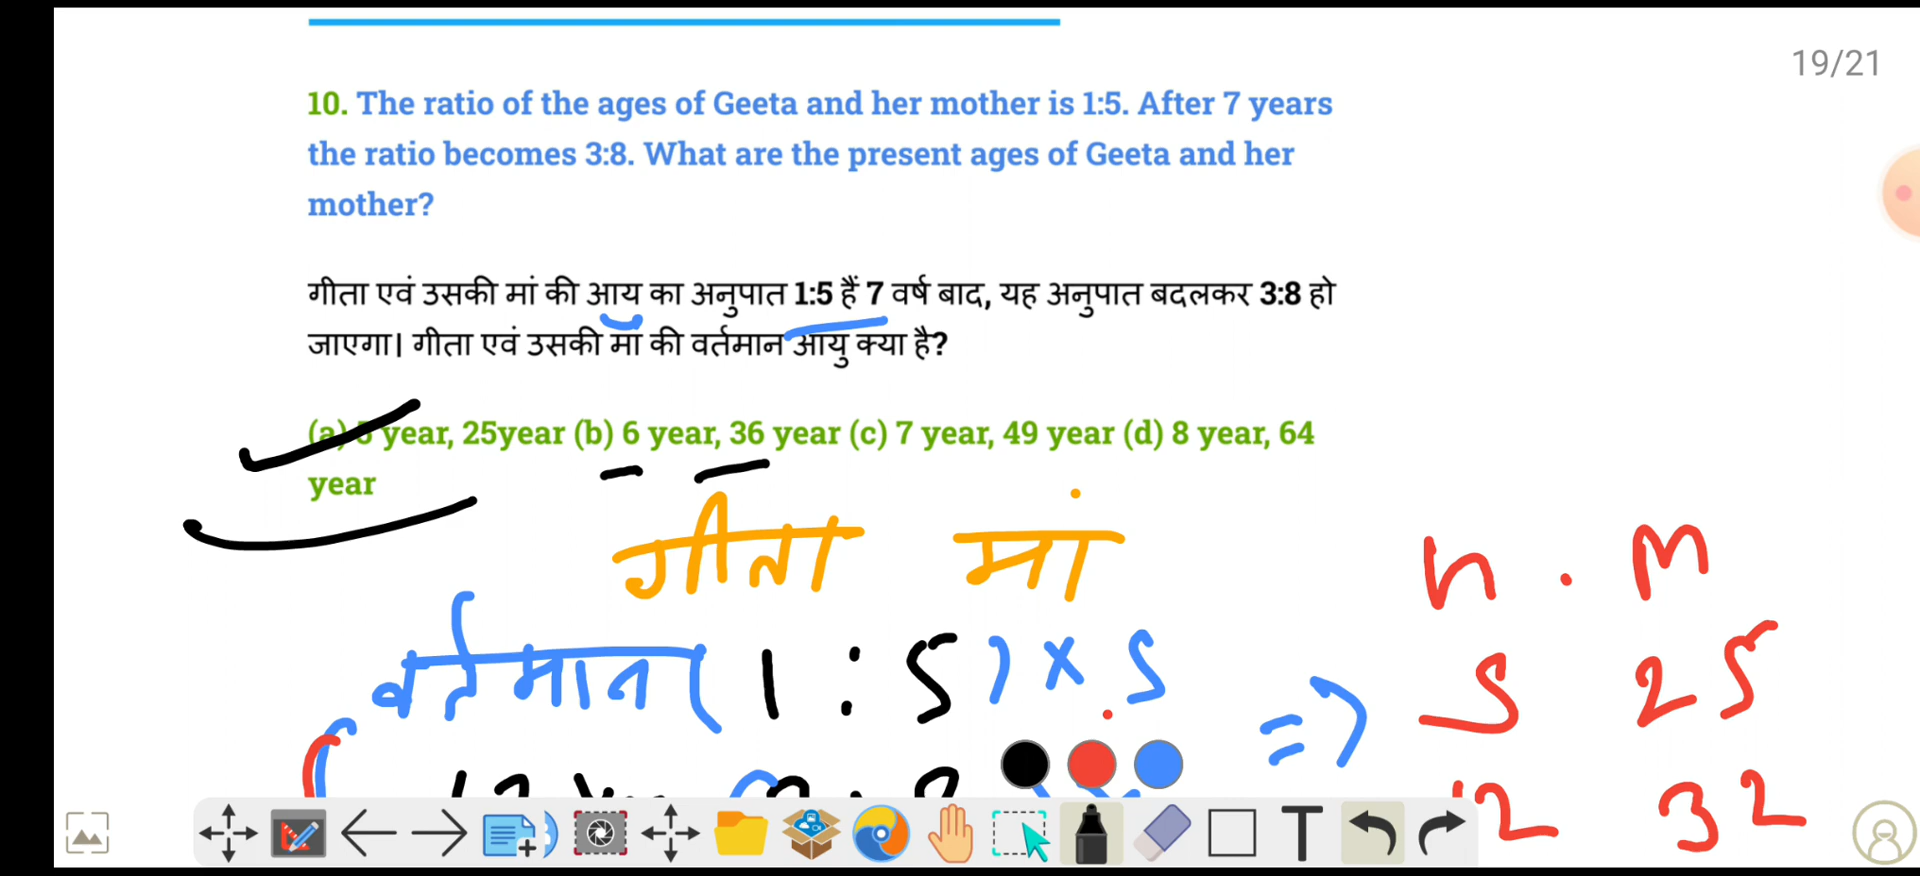 19/21
10. The ratio of the ages of Geeta and her mother is 1:5. After 7 years
the ratio becomes 3:8. What are the present ages of Geeta and her
mother?
गीता एवं उसकी मां की आय का अनुपात 1:5 हैं 7 वर्ष बाद, यह अनुपात बदलकर 3:8 हो
जाएगा। गीता एवं उसकी मां की वर्तमान आयु क्या है?
(a) 5 year, 25year (b) 6 year, 36 year (c) 7 year, 49 year (d) 8 year, 64
year
गीता मां
h . M
वर्तमान 1 : 5 ) x 5
=> 5 25
12 32
T